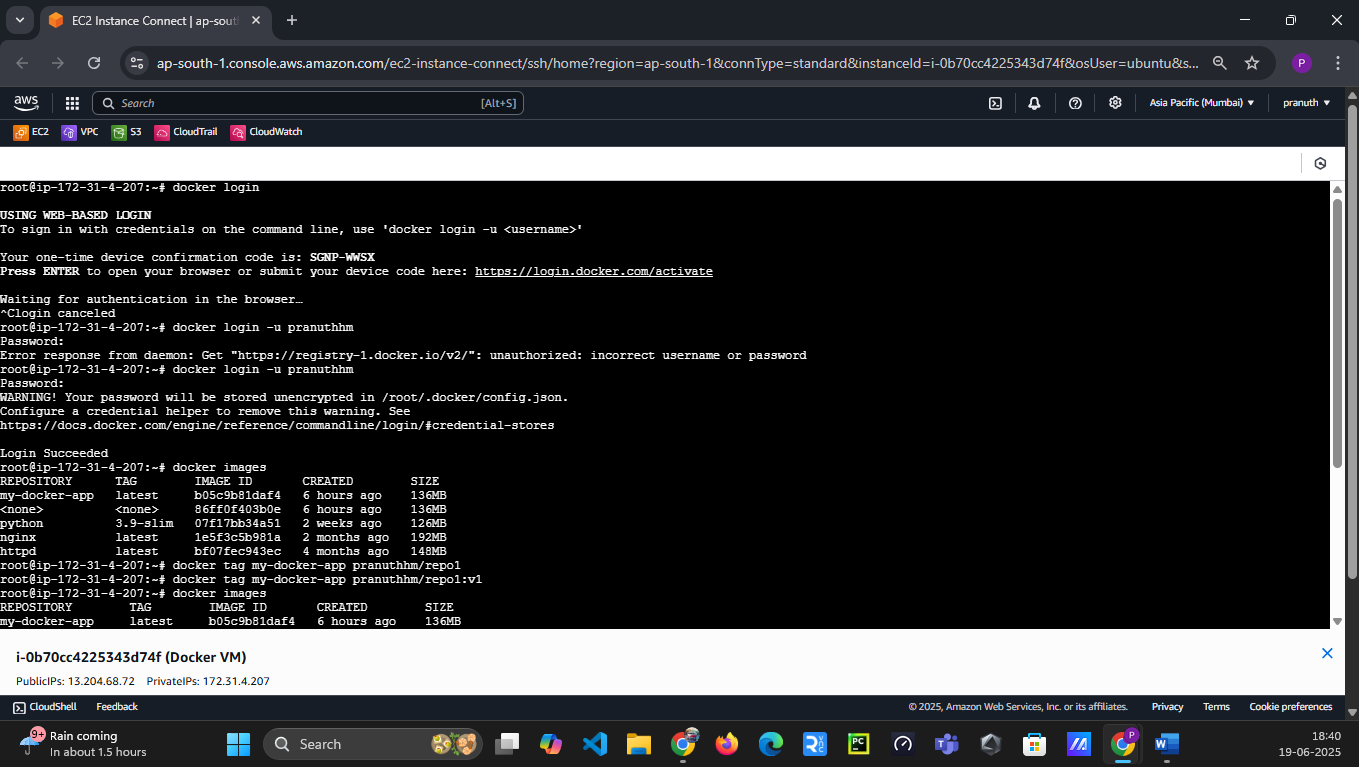 EC2 Instance Connect | ap-sout
ap-south-1.console.aws.amazon.com/ec2-instance-connect/ssh/home?region=ap-south-1&connType=standard&instanceId=i-0b70cc4225343d74f&osUser=ubuntu&s...
P
aws
Search [Alt+S]
Asia Pacific (Mumbai)
pranuth
EC2 VPC S3 CloudTrail CloudWatch
root@ip-172-31-4-207:~# docker login
USING WEB-BASED LOGIN
To sign in with credentials on the command line, use 'docker login -u <username>'
Your one-time device confirmation code is: SGNP-WWSX
Press ENTER to open your browser or submit your device code here: https://login.docker.com/activate
Waiting for authentication in the browser…
^Clogin canceled
root@ip-172-31-4-207:~# docker login -u pranuthhm
Password:
Error response from daemon: Get "https://registry-1.docker.io/v2/": unauthorized: incorrect username or password
root@ip-172-31-4-207:~# docker login -u pranuthhm
Password:
WARNING! Your password will be stored unencrypted in /root/.docker/config.json.
Configure a credential helper to remove this warning. See
https://docs.docker.com/engine/reference/commandline/login/#credential-stores
Login Succeeded
root@ip-172-31-4-207:~# docker images
REPOSITORY TAG IMAGE ID CREATED SIZE
my-docker-app latest b05c9b81daf4 6 hours ago 136MB
<none> <none> 86ff0f403b0e 6 hours ago 136MB
python 3.9-slim 07f17bb34a51 2 weeks ago 126MB
nginx latest 1e5f3c5b981a 2 months ago 192MB
httpd latest bf07fec943ec 4 months ago 148MB
root@ip-172-31-4-207:~# docker tag my-docker-app pranuthhm/repo1
root@ip-172-31-4-207:~# docker tag my-docker-app pranuthhm/repo1:v1
root@ip-172-31-4-207:~# docker images
REPOSITORY TAG IMAGE ID CREATED SIZE
my-docker-app latest b05c9b81daf4 6 hours ago 136MB
i-0b70cc4225343d74f (Docker VM)
PublicIPs: 13.204.68.72 PrivateIPs: 172.31.4.207
CloudShell Feedback © 2025, Amazon Web Services, Inc. or its affiliates. Privacy Terms Cookie preferences
9+
Rain coming
In about 1.5 hours
Search
18:40
19-06-2025